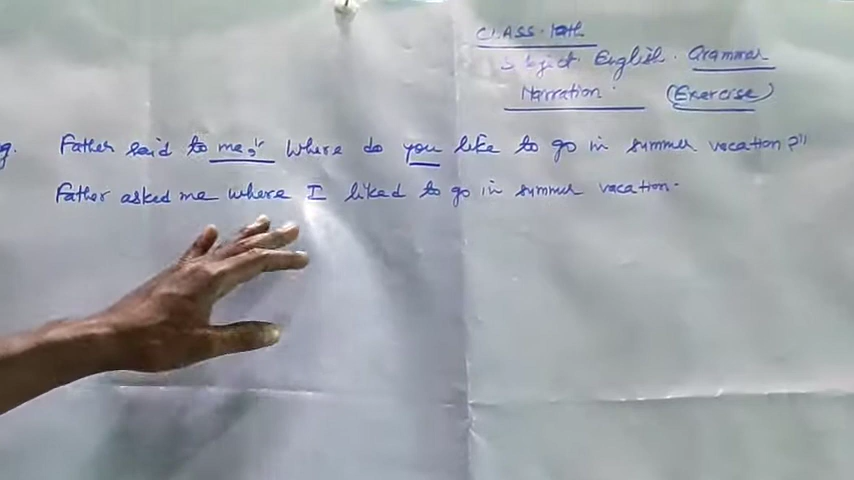 CLASS. 10th
Subject. English. Grammar
Narration. (Exercise)
g. Father said to me, " Where do you like to go in summer vacation?"
Father asked me where I liked to go in summer vacation.